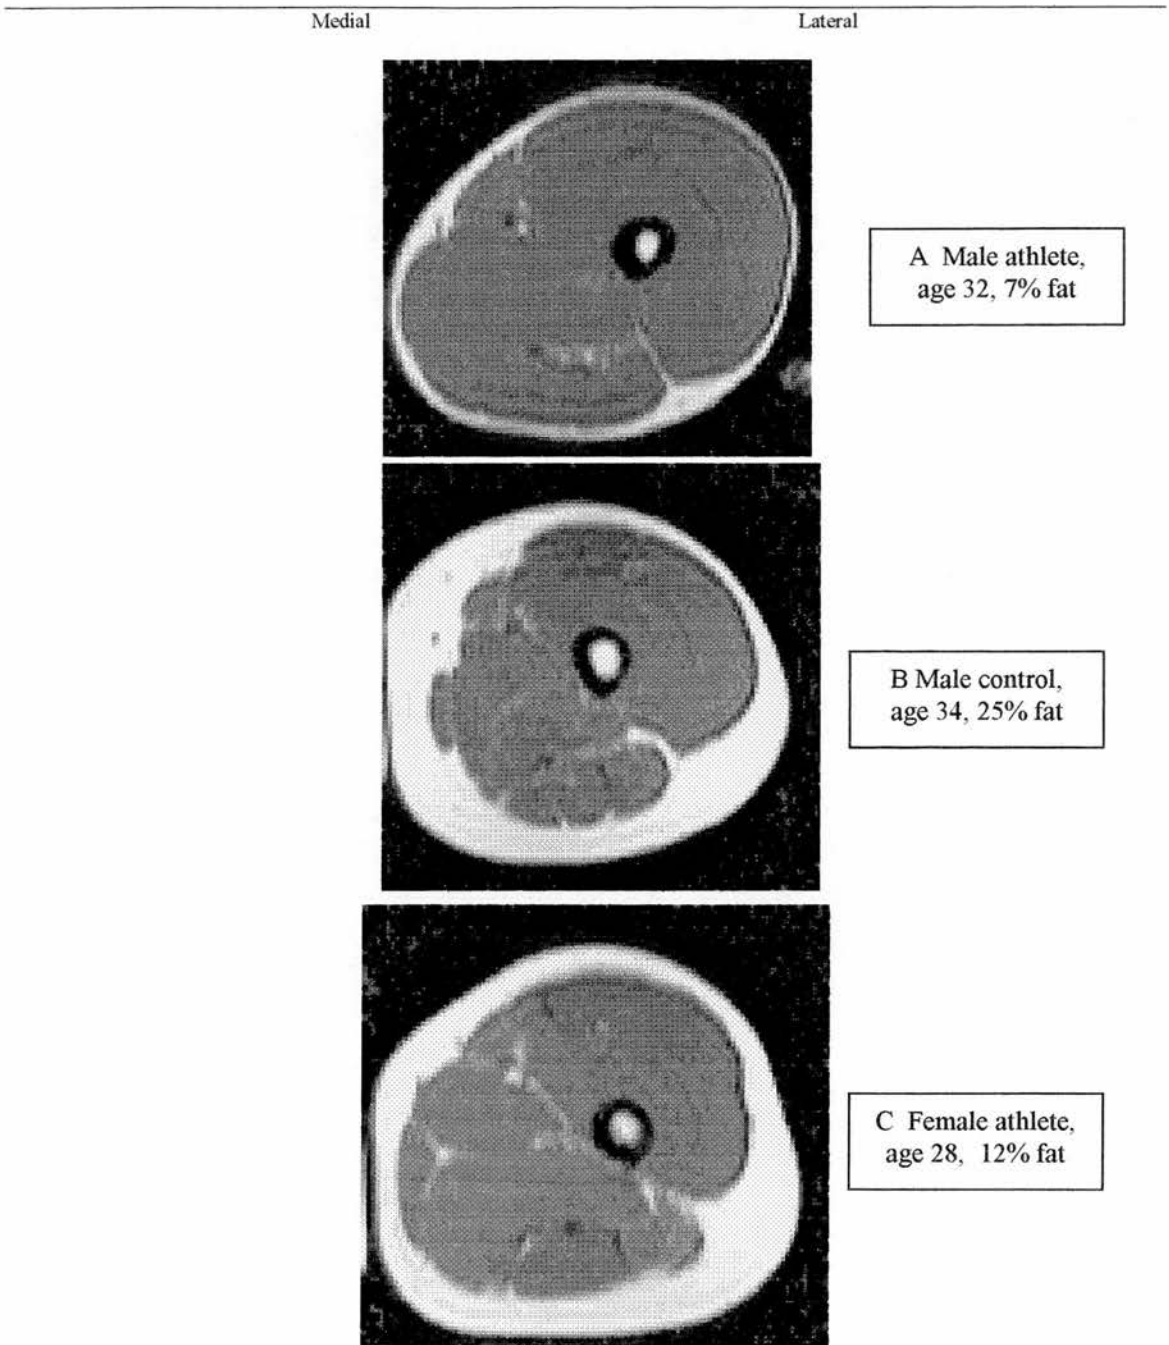 Medial Lateral
A Male athlete,
age 32, 7% fat
B Male control,
age 34, 25% fat
C Female athlete,
age 28, 12% fat